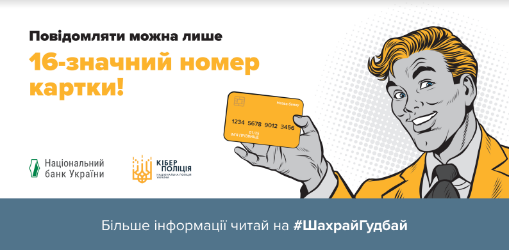 Повідомляти можна лише
16-значний номер
картки!
1234 5678 9012 3456
Національний
банк України
КІБЕР
ПОЛІЦІЯ
Більше інформації читай на #ШахрайГудбай